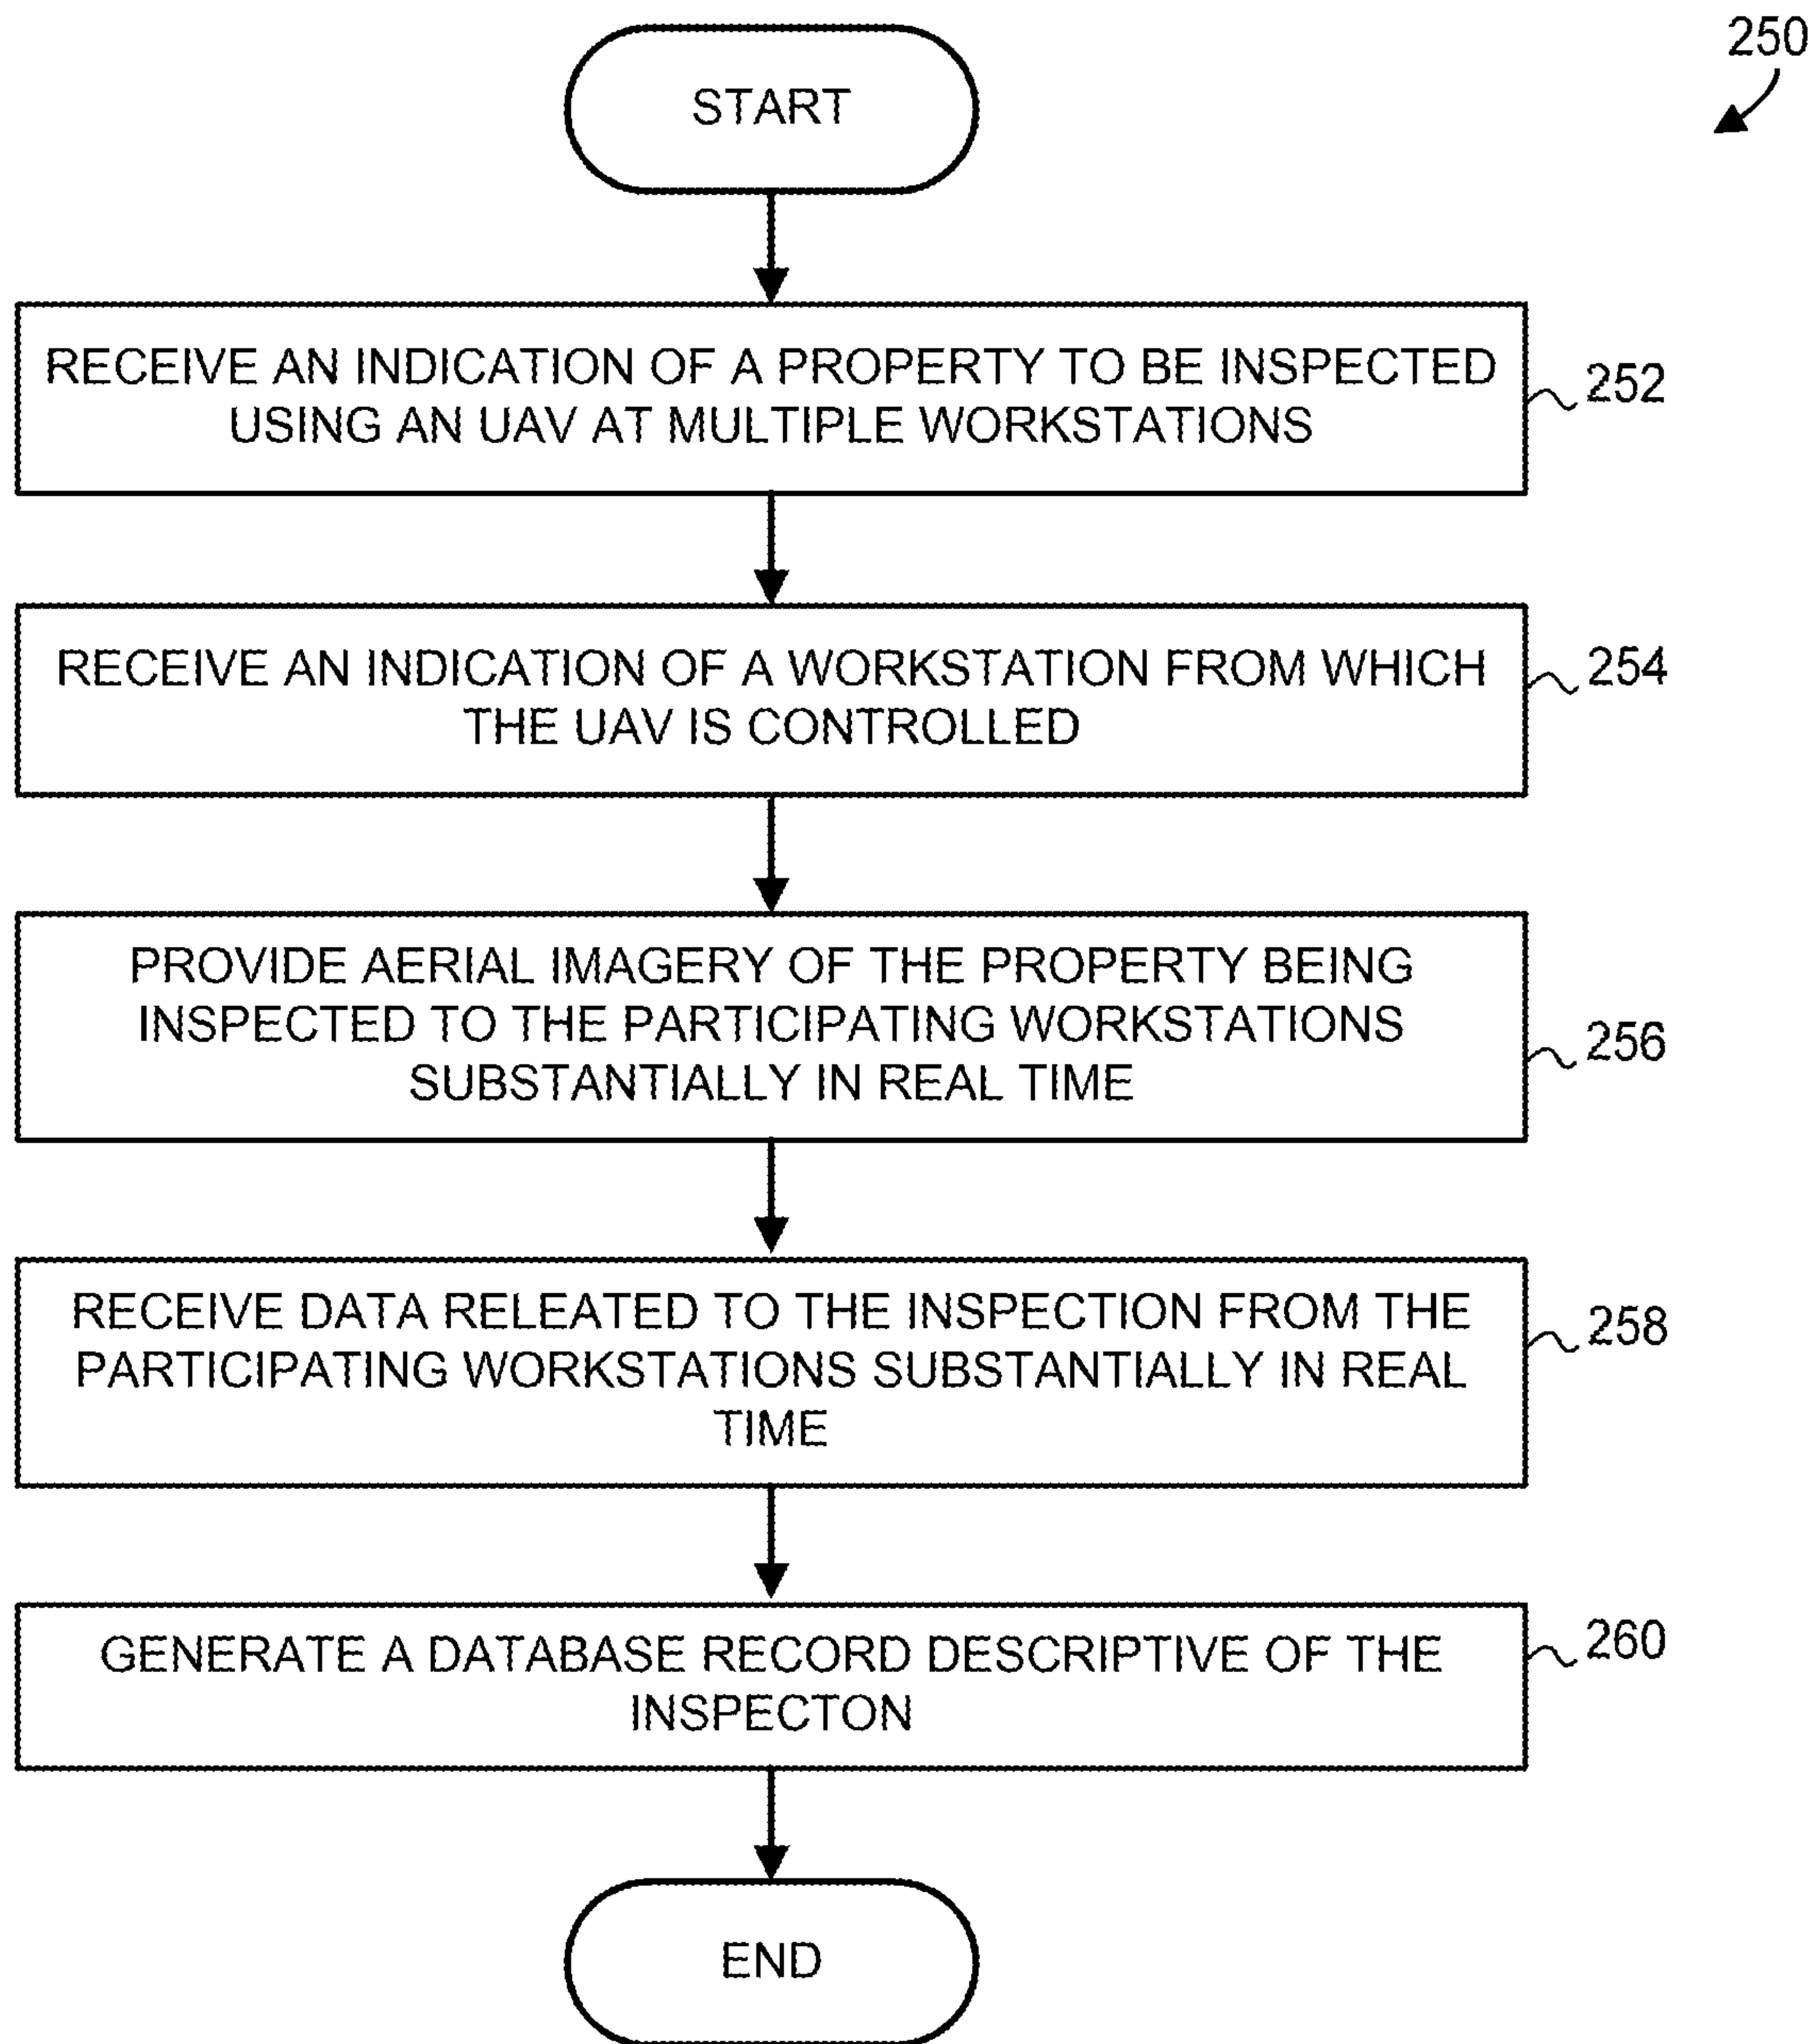 250
START
RECEIVE AN INDICATION OF A PROPERTY TO BE INSPECTED
USING AN UAV AT MULTIPLE WORKSTATIONS
252
RECEIVE AN INDICATION OF A WORKSTATION FROM WHICH
THE UAV IS CONTROLLED
254
PROVIDE AERIAL IMAGERY OF THE PROPERTY BEING
INSPECTED TO THE PARTICIPATING WORKSTATIONS
SUBSTANTIALLY IN REAL TIME
256
RECEIVE DATA RELEATED TO THE INSPECTION FROM THE
PARTICIPATING WORKSTATIONS SUBSTANTIALLY IN REAL
TIME
258
GENERATE A DATABASE RECORD DESCRIPTIVE OF THE
INSPECTON
260
END